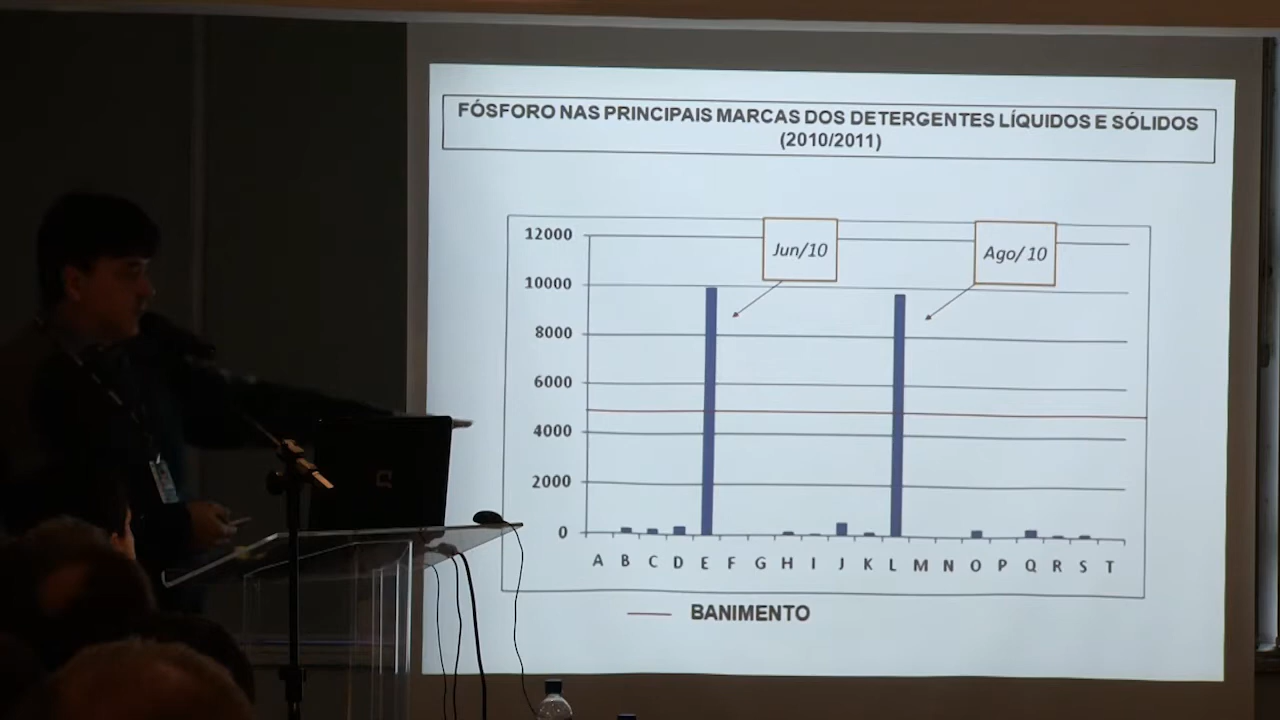 FÓSFORO NAS PRINCIPAIS MARCAS DOS DETERGENTES LÍQUIDOS E SÓLIDOS
(2010/2011)
12000
10000
8000
6000
4000
2000
0
Jun/10
Ago/ 10
A B C D E F G H I J K L M N O P Q R S T
BANIMENTO